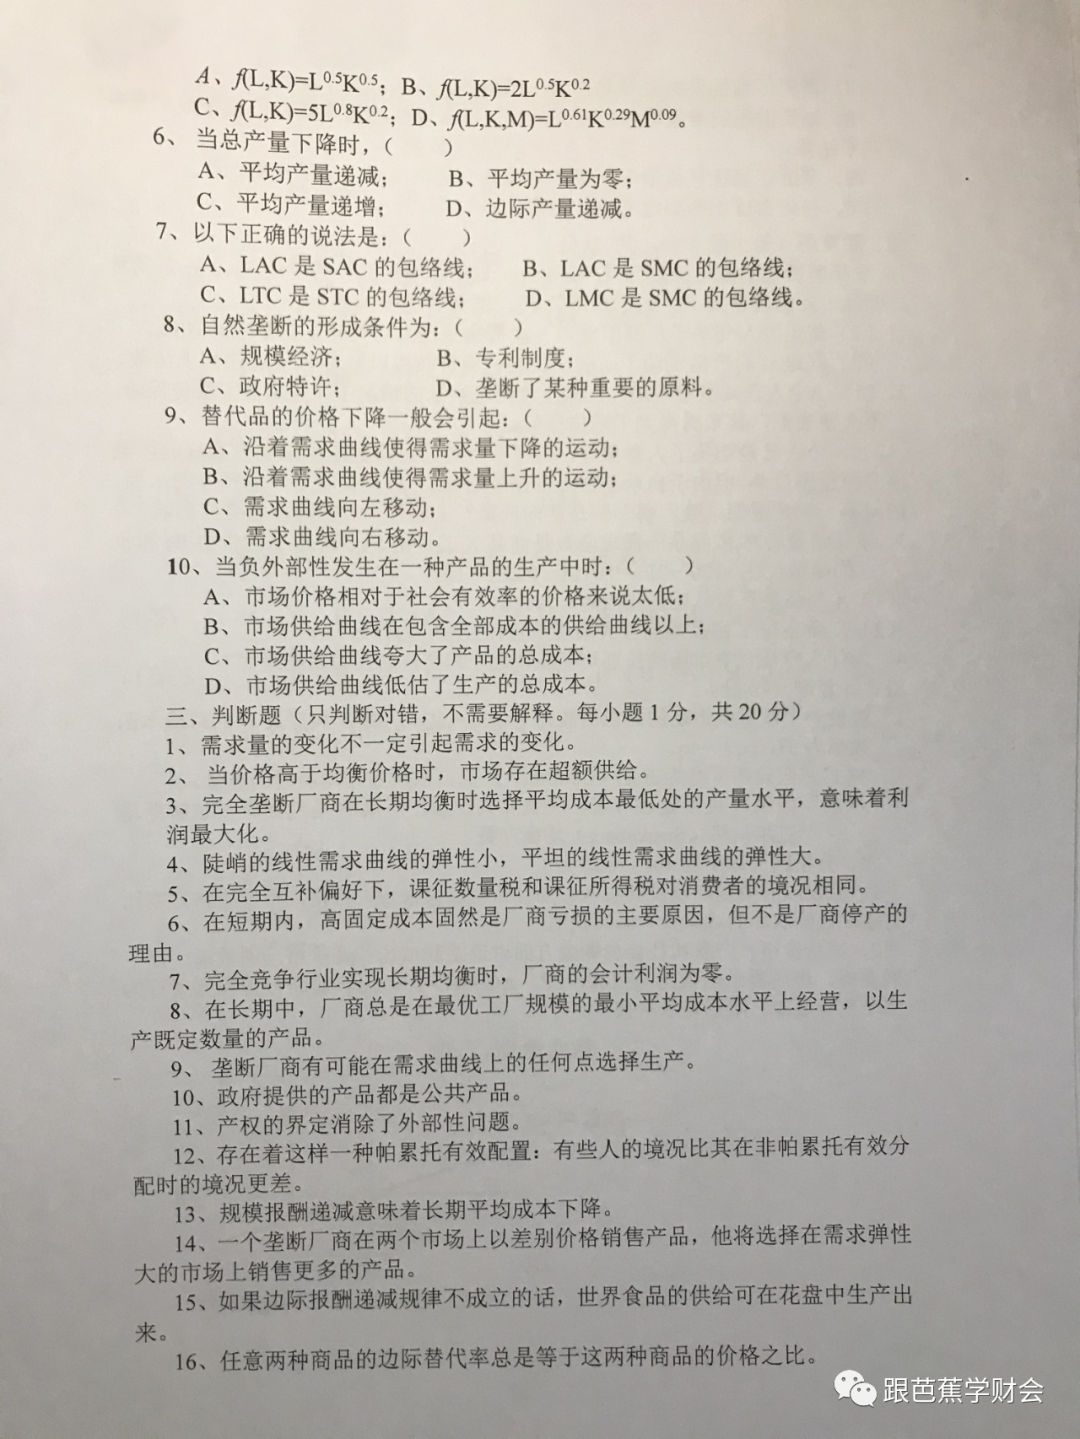 A、f(L,K)=L0.5K0.5；B、f(L,K)=2L0.5K0.2
C、f(L,K)=5L0.8K0.2；D、f(L,K,M)=L0.61K0.29M0.09。
6、当总产量下降时，（　　）
A、平均产量递减；　B、平均产量为零；
C、平均产量递增；　D、边际产量递减。
7、以下正确的说法是：（　　）
A、LAC 是 SAC 的包络线；　B、LAC 是 SMC 的包络线；
C、LTC 是 STC 的包络线；　D、LMC 是 SMC 的包络线。
8、自然垄断的形成条件为：（　　）
A、规模经济；　B、专利制度；
C、政府特许；　D、垄断了某种重要的原料。
9、替代品的价格下降一般会引起：（　　）
A、沿着需求曲线使得需求量下降的运动；
B、沿着需求曲线使得需求量上升的运动；
C、需求曲线向左移动；
D、需求曲线向右移动。
10、当负外部性发生在一种产品的生产中时：（　　）
A、市场价格相对于社会有效率的价格来说太低；
B、市场供给曲线在包含全部成本的供给曲线以上；
C、市场供给曲线夸大了产品的总成本；
D、市场供给曲线低估了生产的总成本。
三、判断题（只判断对错，不需要解释。每小题 1 分，共 20 分）
1、需求量的变化不一定引起需求的变化。
2、 当价格高于均衡价格时，市场存在超额供给。
3、完全垄断厂商在长期均衡时选择平均成本最低处的产量水平，意味着利
润最大化。
4、陡峭的线性需求曲线的弹性小，平坦的线性需求曲线的弹性大。
5、在完全互补偏好下，课征数量税和课征所得税对消费者的境况相同。
6、在短期内，高固定成本固然是厂商亏损的主要原因，但不是厂商停产的
理由。
7、完全竞争行业实现长期均衡时，厂商的会计利润为零。
8、在长期中，厂商总是在最优工厂规模的最小平均成本水平上经营，以生
产既定数量的产品。
9、 垄断厂商有可能在需求曲线上的任何点选择生产。
10、政府提供的产品都是公共产品。
11、产权的界定消除了外部性问题。
12、存在着这样一种帕累托有效配置：有些人的境况比其在非帕累托有效分
配时的境况更差。
13、规模报酬递减意味着长期平均成本下降。
14、一个垄断厂商在两个市场上以差别价格销售产品，他将选择在需求弹性
大的市场上销售更多的产品。
15、如果边际报酬递减规律不成立的话，世界食品的供给可在花盘中生产出
来。
16、任意两种商品的边际替代率总是等于这两种商品的价格之比。
跟芭蕉学财会